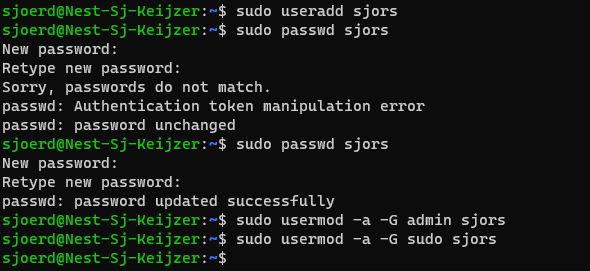 sjoerd@Nest-Sj-Keijzer:~$ sudo useradd sjors
sjoerd@Nest-Sj-Keijzer:~$ sudo passwd sjors
New password:
Retype new password:
Sorry, passwords do not match.
passwd: Authentication token manipulation error
passwd: password unchanged
sjoerd@Nest-Sj-Keijzer:~$ sudo passwd sjors
New password:
Retype new password:
passwd: password updated successfully
sjoerd@Nest-Sj-Keijzer:~$ sudo usermod -a -G admin sjors
sjoerd@Nest-Sj-Keijzer:~$ sudo usermod -a -G sudo sjors
sjoerd@Nest-Sj-Keijzer:~$